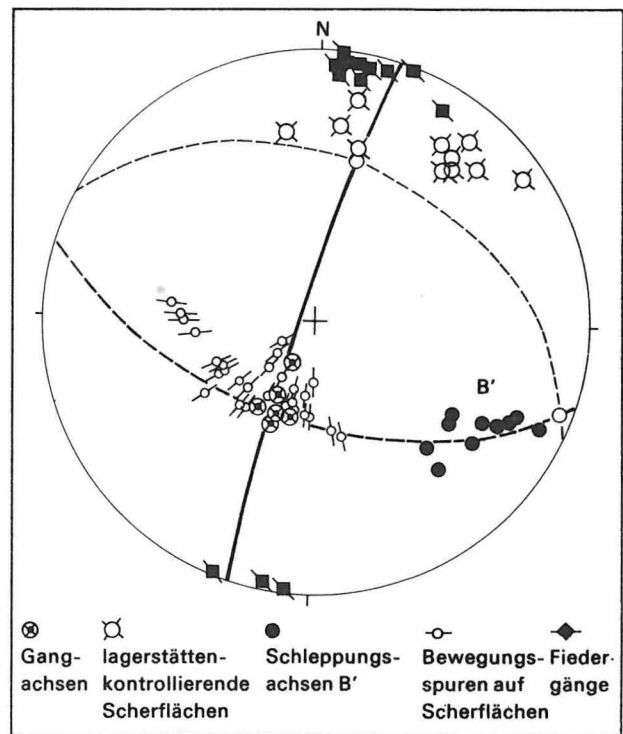 N
B'
Gang-
achsen
lagerstätten-
kontrollierende
Scherflächen
Schleppungs-
achsen B'
Bewegungs-
spuren auf
Scherflächen
Fieder-
gänge